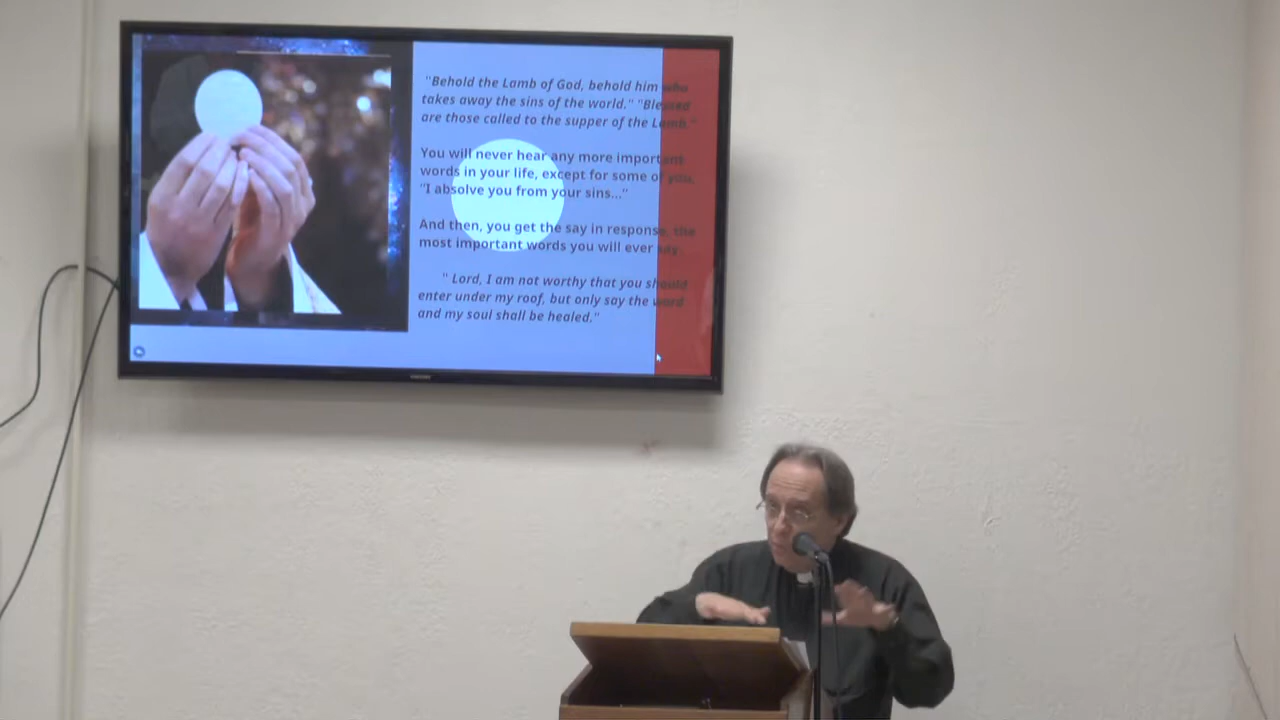 "Behold the Lamb of God, behold him who
takes away the sins of the world." "Blessed
are those called to the supper of the Lamb."
You will never hear any more important
words in your life, except for some of you,
"I absolve you from your sins..."
And then, you get the say in response, the
most important words you will ever say.
" Lord, I am not worthy that you should
enter under my roof, but only say the word
and my soul shall be healed."